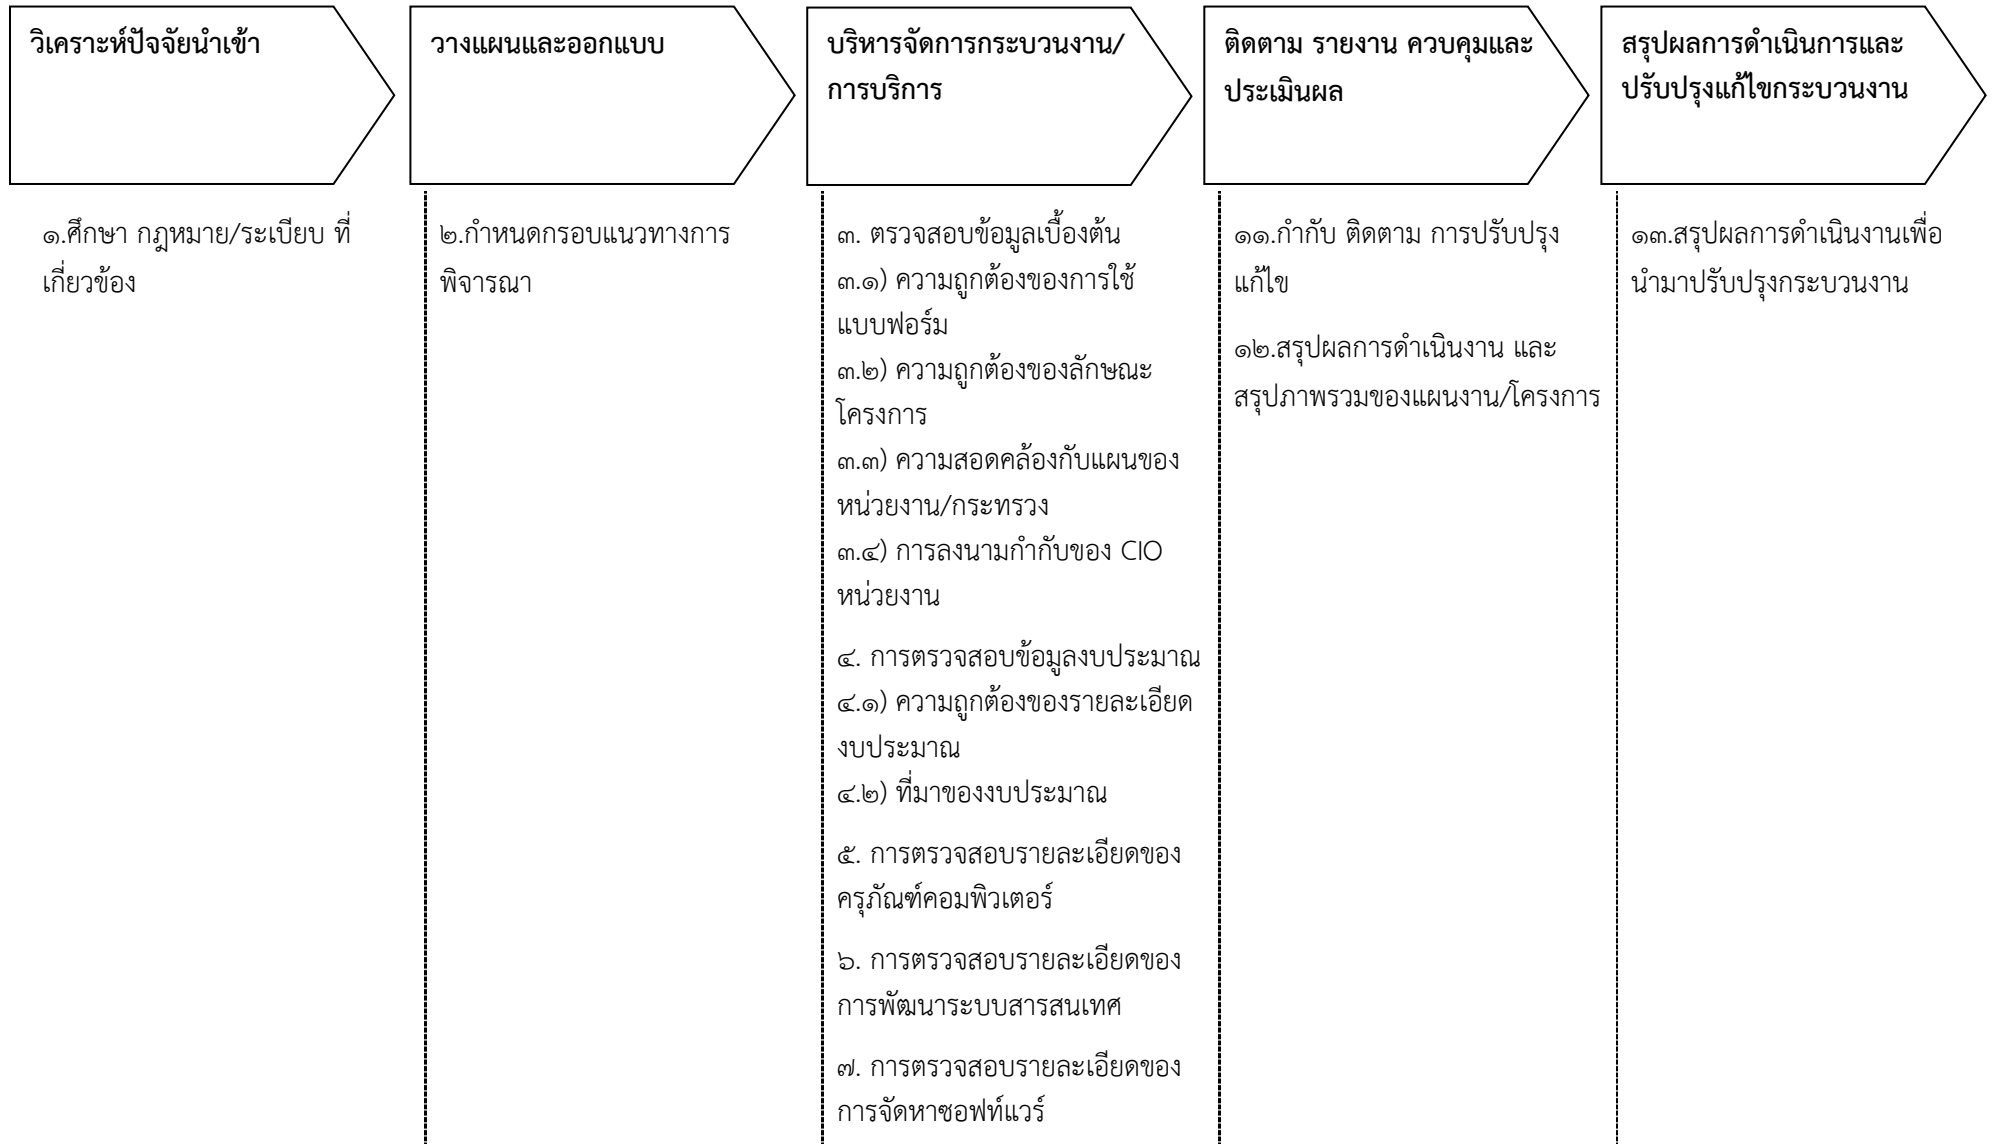 วิเคราะห์ปัจจัยนำเข้า
วางแผนและออกแบบ
บริหารจัดการกระบวนงาน/
การบริการ
ติดตาม รายงาน ควบคุมและ
ประเมินผล
สรุปผลการดำเนินการและ
ปรับปรุงแก้ไขกระบวนงาน
๑.ศึกษา กฎหมาย/ระเบียบ ที่
เกี่ยวข้อง
๒.กำหนดกรอบแนวทางการ
พิจารณา
๓. ตรวจสอบข้อมูลเบื้องต้น
๓.๑) ความถูกต้องของการใช้
แบบฟอร์ม
๓.๒) ความถูกต้องของลักษณะ
โครงการ
๓.๓) ความสอดคล้องกับแผนของ
หน่วยงาน/กระทรวง
๓.๔) การลงนามกำกับของ CIO
หน่วยงาน
๔. การตรวจสอบข้อมูลงบประมาณ
๔.๑) ความถูกต้องของรายละเอียด
งบประมาณ
๔.๒) ที่มาของงบประมาณ
๕. การตรวจสอบรายละเอียดของ
ครุภัณฑ์คอมพิวเตอร์
๖. การตรวจสอบรายละเอียดของ
การพัฒนาระบบสารสนเทศ
๗. การตรวจสอบรายละเอียดของ
การจัดหาซอฟท์แวร์
๑๑.กำกับ ติดตาม การปรับปรุง
แก้ไข
๑๒.สรุปผลการดำเนินงาน และ
สรุปภาพรวมของแผนงาน/โครงการ
๑๓.สรุปผลการดำเนินงานเพื่อ
นำมาปรับปรุงกระบวนงาน